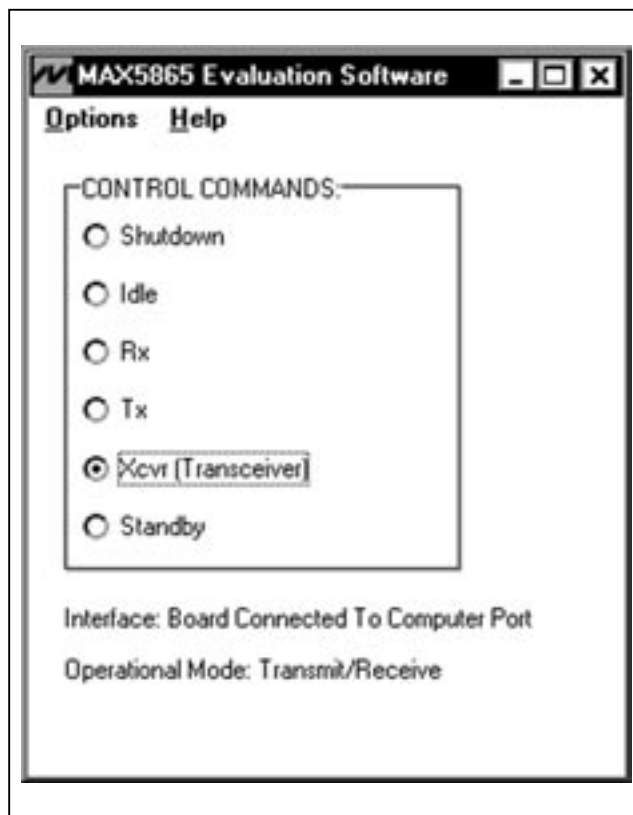 MAX5865 Evaluation Software
Options Help
CONTROL COMMANDS:
Shutdown
Idle
Rx
Tx
Xcvr (Transceiver)
Standby
Interface: Board Connected To Computer Port
Operational Mode: Transmit/Receive